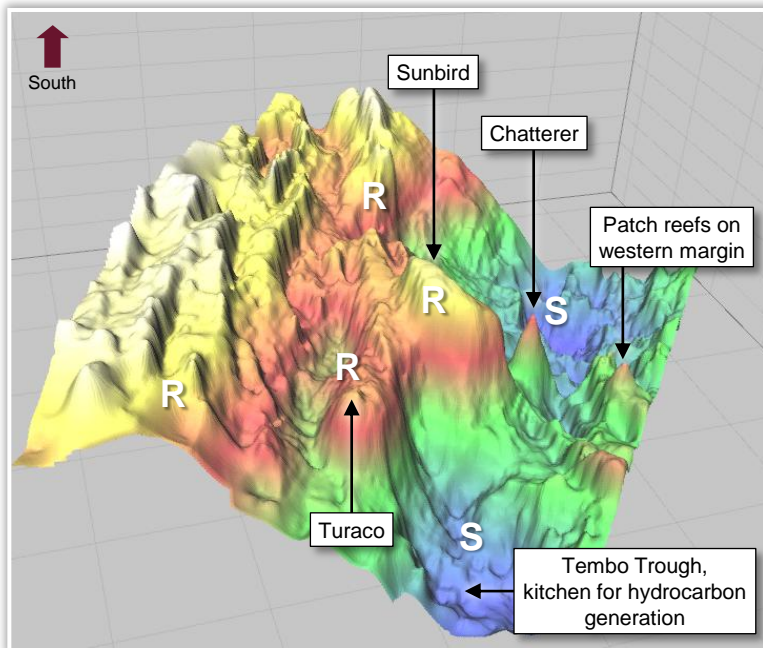 South
Sunbird
Chatterer
Patch reefs on
western margin
R
S
R
R
R
Turaco
S
Tembo Trough,
kitchen for hydrocarbon
generation